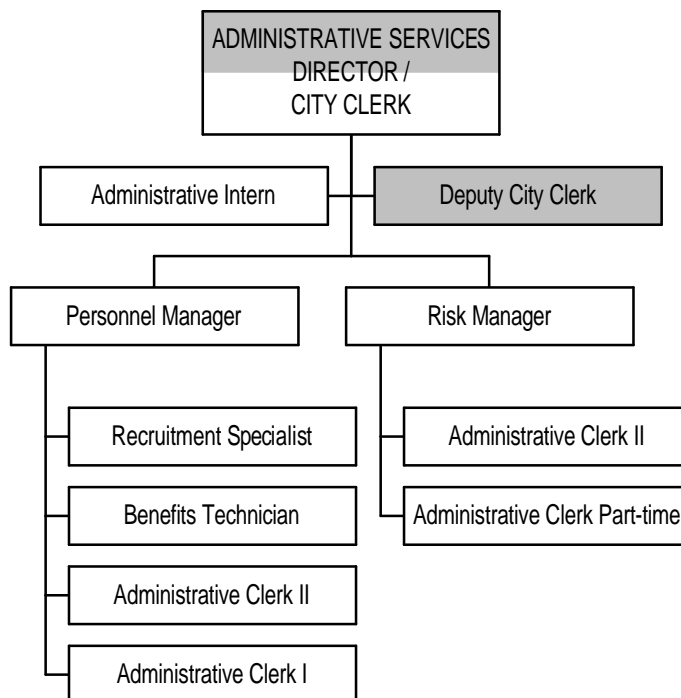 ADMINISTRATIVE SERVICES
DIRECTOR /
CITY CLERK
Administrative Intern
Deputy City Clerk
Personnel Manager
Risk Manager
Recruitment Specialist
Administrative Clerk II
Benefits Technician
Administrative Clerk Part-time
Administrative Clerk II
Administrative Clerk I